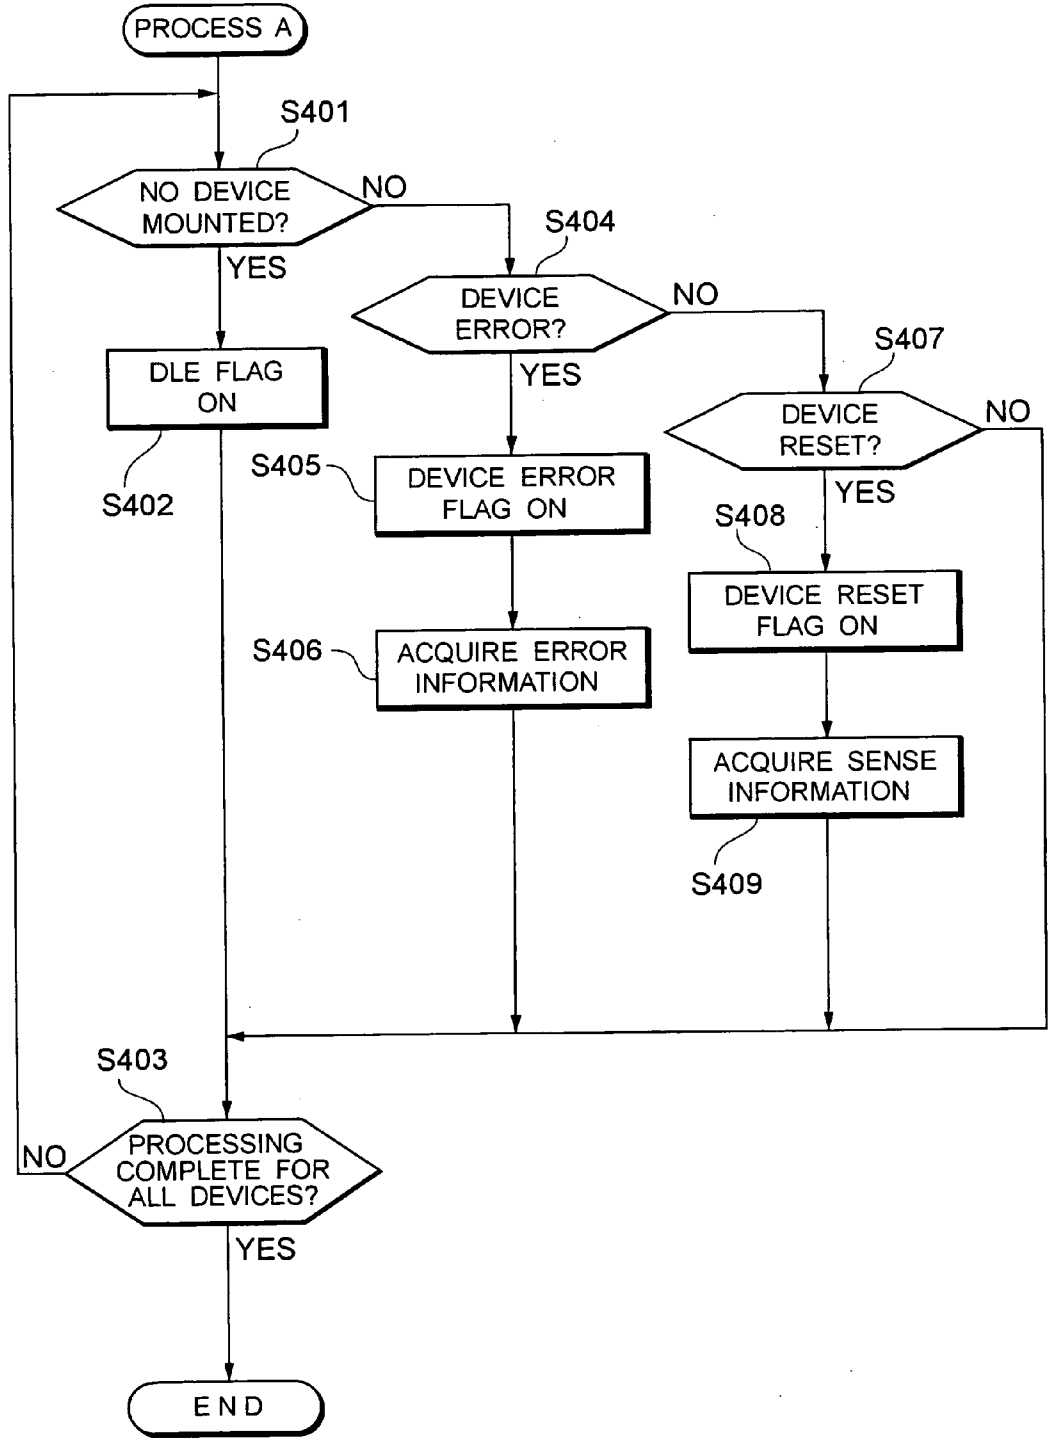 PROCESS A
S401
NO DEVICE
MOUNTED?
NO
YES
S404
DEVICE
ERROR?
NO
YES
S407
DEVICE
RESET?
NO
YES
DLE FLAG
ON
S402
S405
DEVICE ERROR
FLAG ON
S408
DEVICE RESET
FLAG ON
S406
ACQUIRE ERROR
INFORMATION
ACQUIRE SENSE
INFORMATION
S409
S403
PROCESSING
COMPLETE FOR
ALL DEVICES?
NO
YES
END